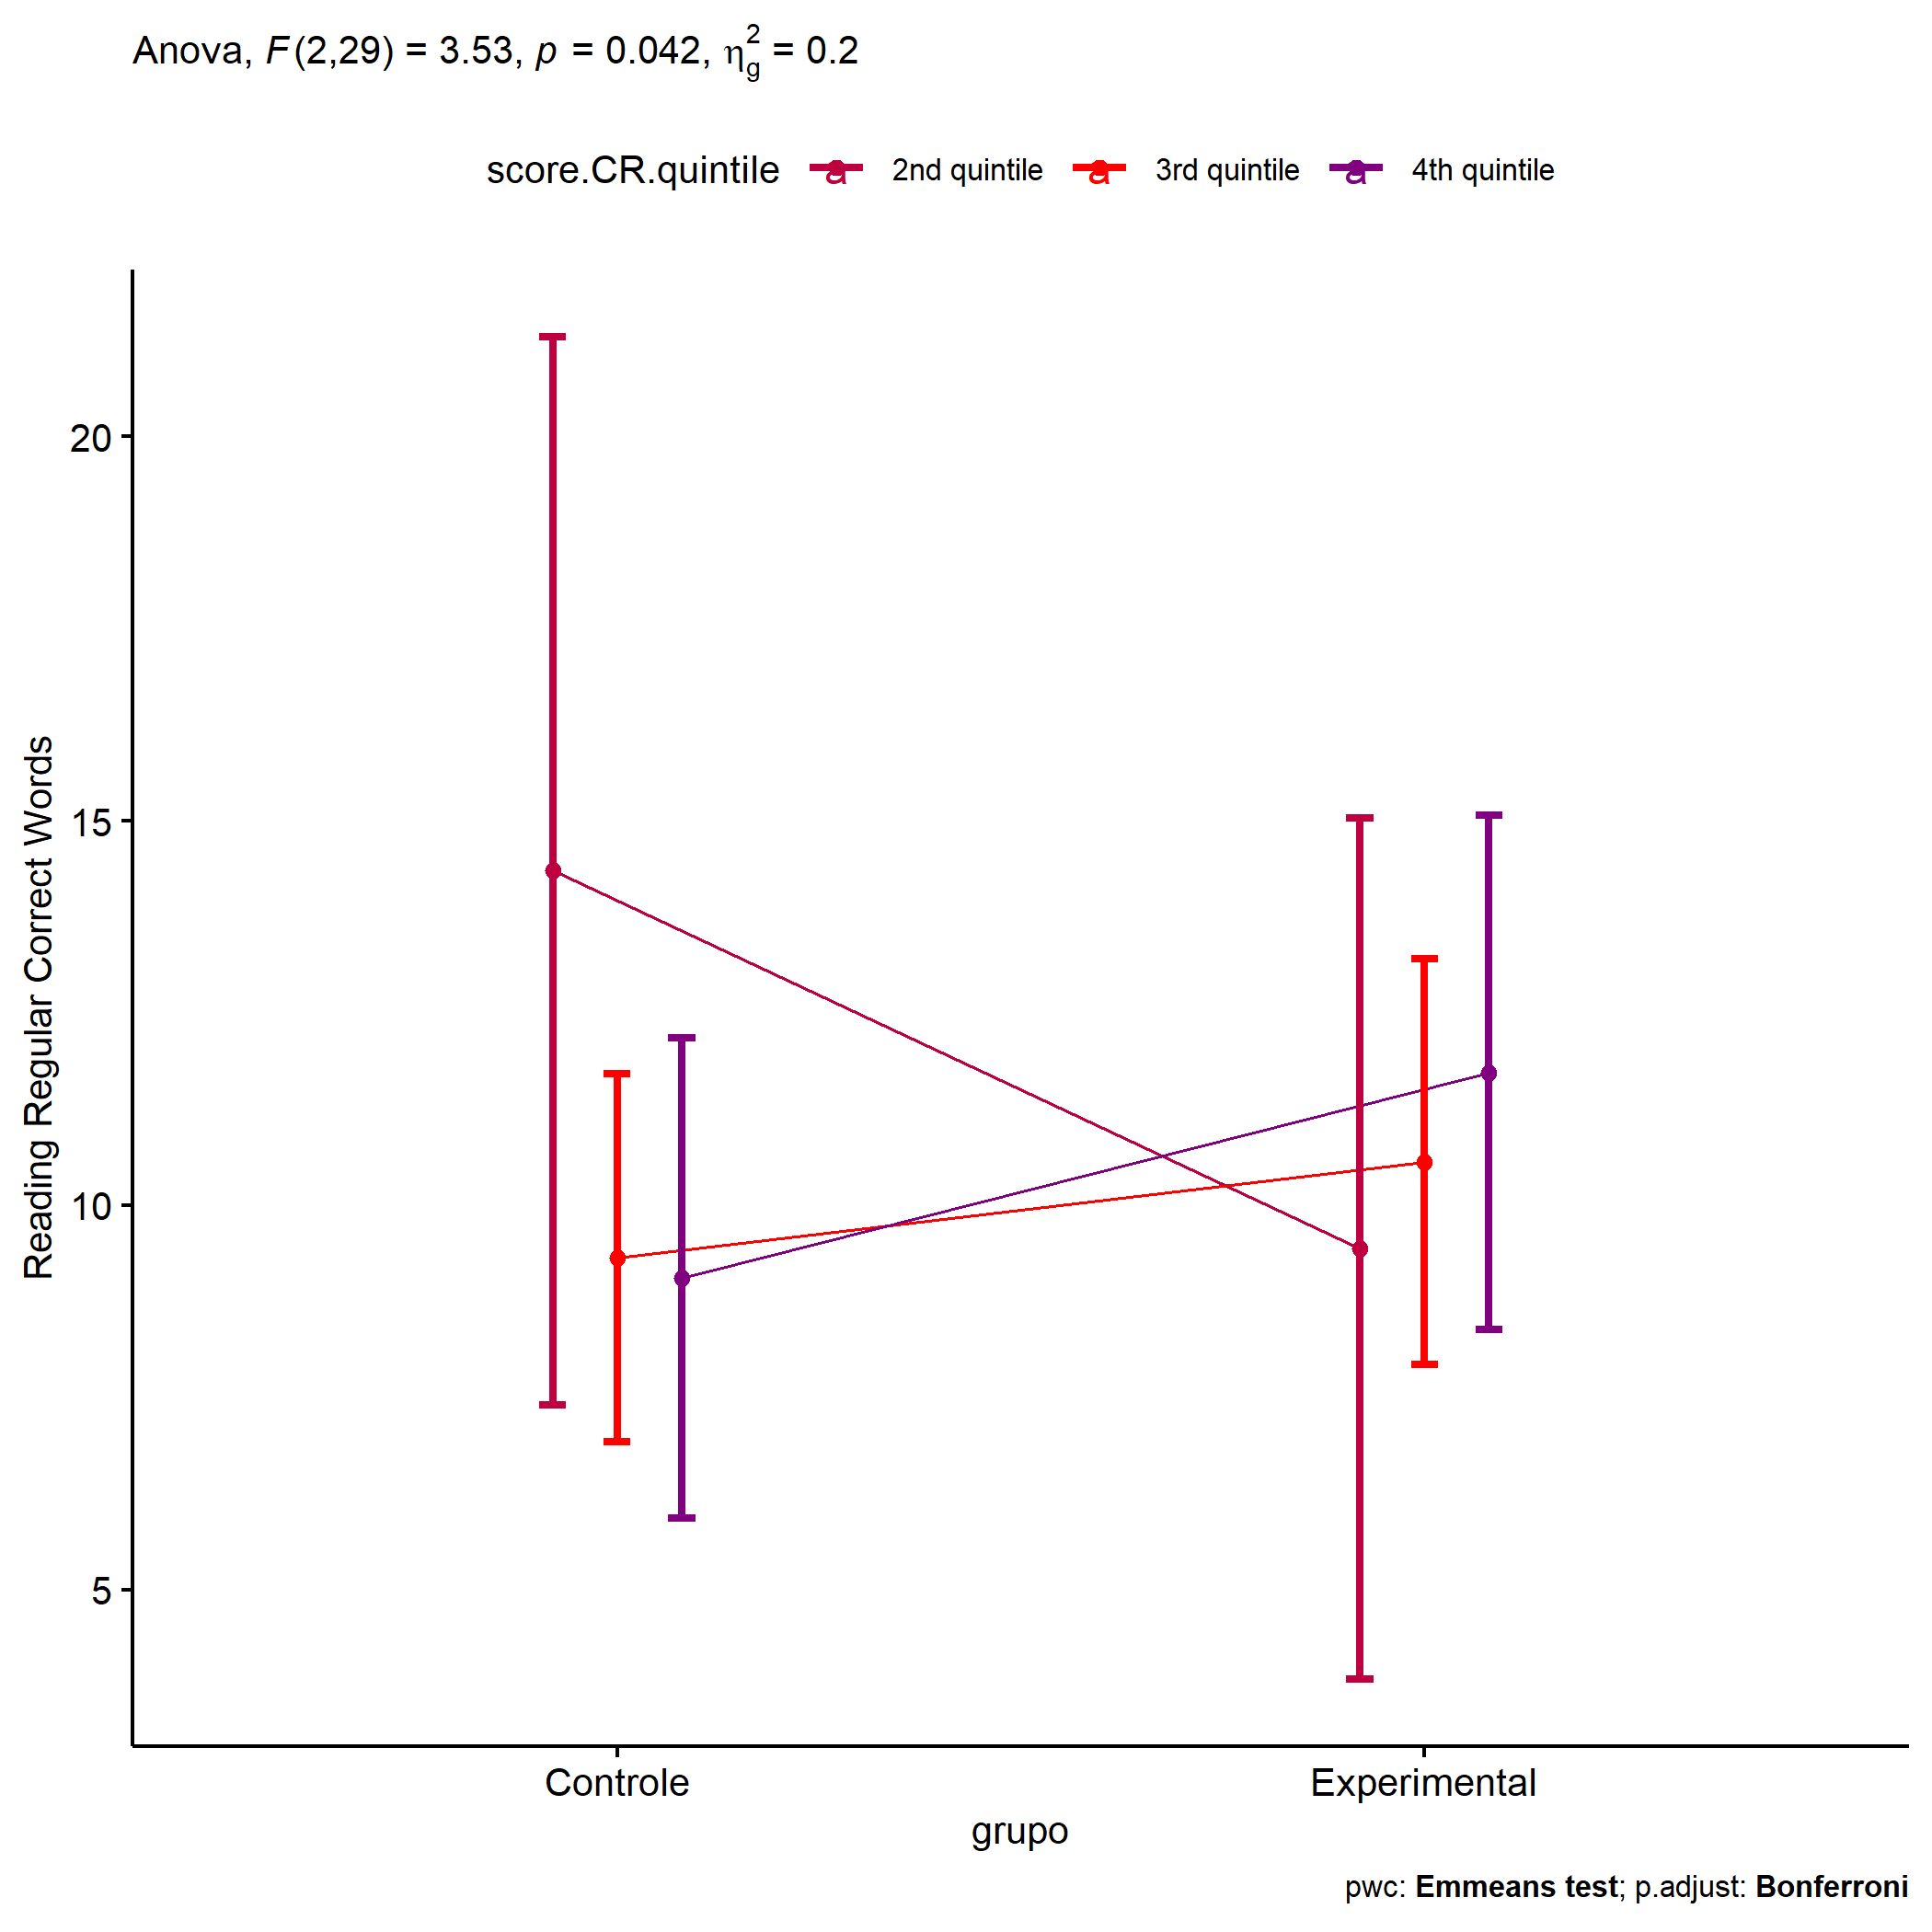 Anova, F(2,29) = 3.53, p = 0.042, η²g = 0.2
score.CR.quintile a 2nd quintile a 3rd quintile a 4th quintile
20
15
10
5
Reading Regular Correct Words
Controle Experimental
grupo
pwc: Emmeans test; p.adjust: Bonferroni